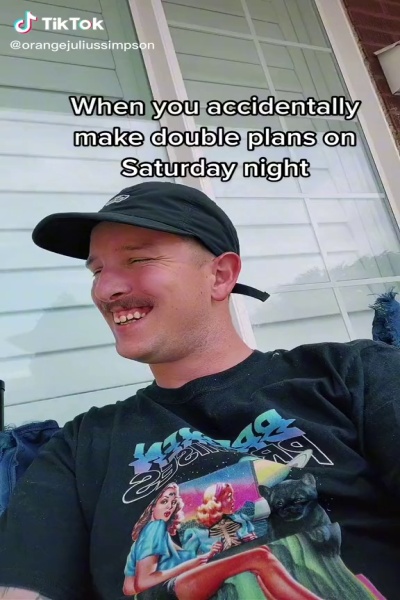 TikTok
@orangejuliussimpson
When you accidentally
make double plans on
Saturday night